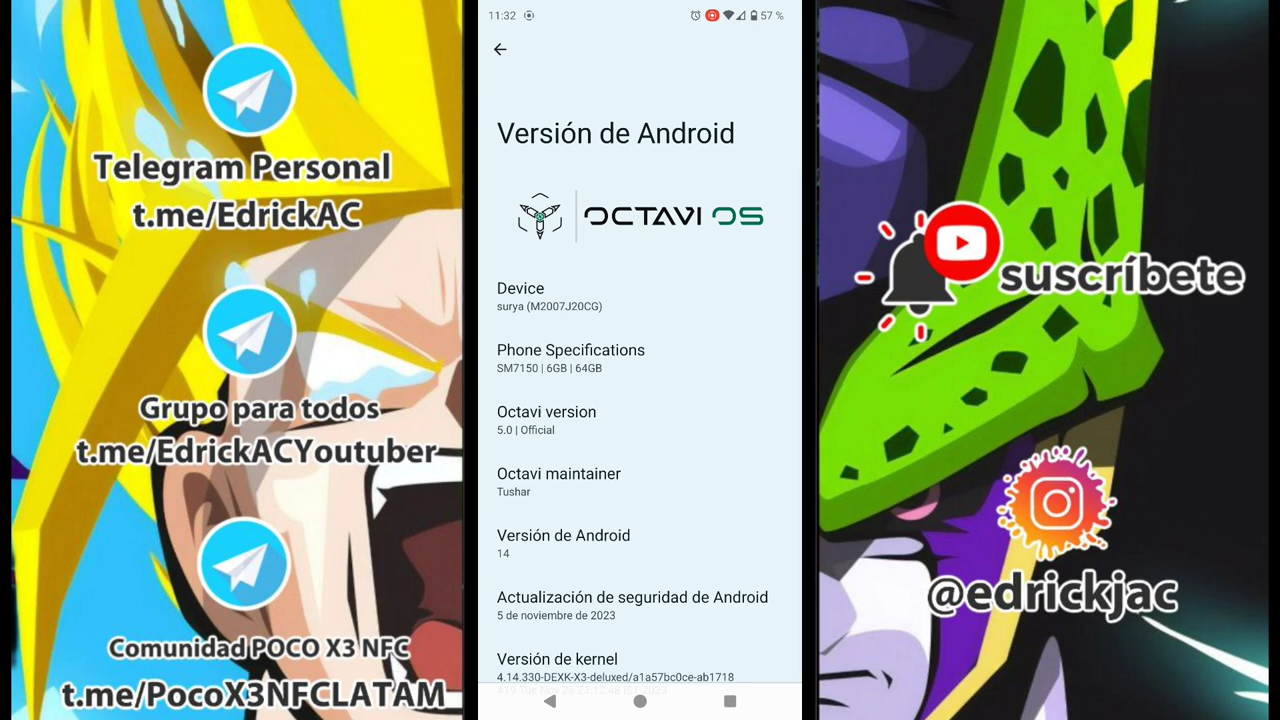 Telegram Personal
t.me/EdrickAC
Grupo para todos
t.me/EdrickACYoutuber
Comunidad POCO X3 NFC
t.me/PocoX3NFCLATAM
11:32
57 %
Versión de Android
OCTAVI OS
Device
surya (M2007J20CG)
Phone Specifications
SM7150 | 6GB | 64GB
Octavi version
5.0 | Official
Octavi maintainer
Tushar
Versión de Android
14
Actualización de seguridad de Android
5 de noviembre de 2023
Versión de kernel
4.14.330-DEXK-X3-deluxed/a1a57bc0ce-ab1718
suscríbete
@edrickjac